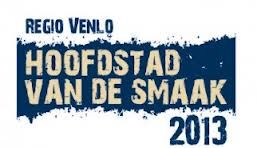 REGIO VENLO
HOOFDSTAD
VAN DE SMAAK
2013